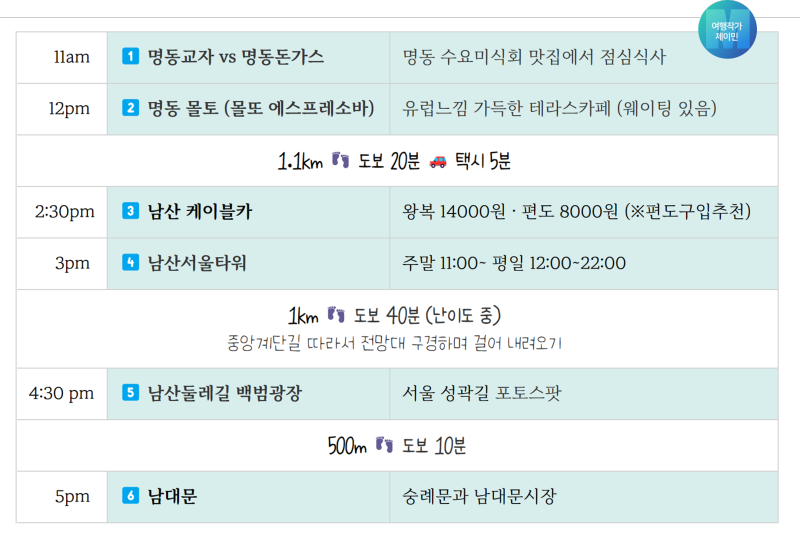 여행작가
제이민
11am 1 명동교자 vs 명동돈가스 명동 수요미식회 맛집에서 점심식사
12pm 2 명동 몰토 (몰또 에스프레소바) 유럽느낌 가득한 테라스카페 (웨이팅 있음)
1.1km 도보 20분 택시 5분
2:30pm 3 남산 케이블카 왕복 14000원 · 편도 8000원 (※편도구입추천)
3pm 4 남산서울타워 주말 11:00~ 평일 12:00~22:00
1km 도보 40분 (난이도 중)
중앙계단길 따라서 전망대 구경하며 걸어 내려오기
4:30 pm 5 남산둘레길 백범광장 서울 성곽길 포토스팟
500m 도보 10분
5pm 6 남대문 숭례문과 남대문시장